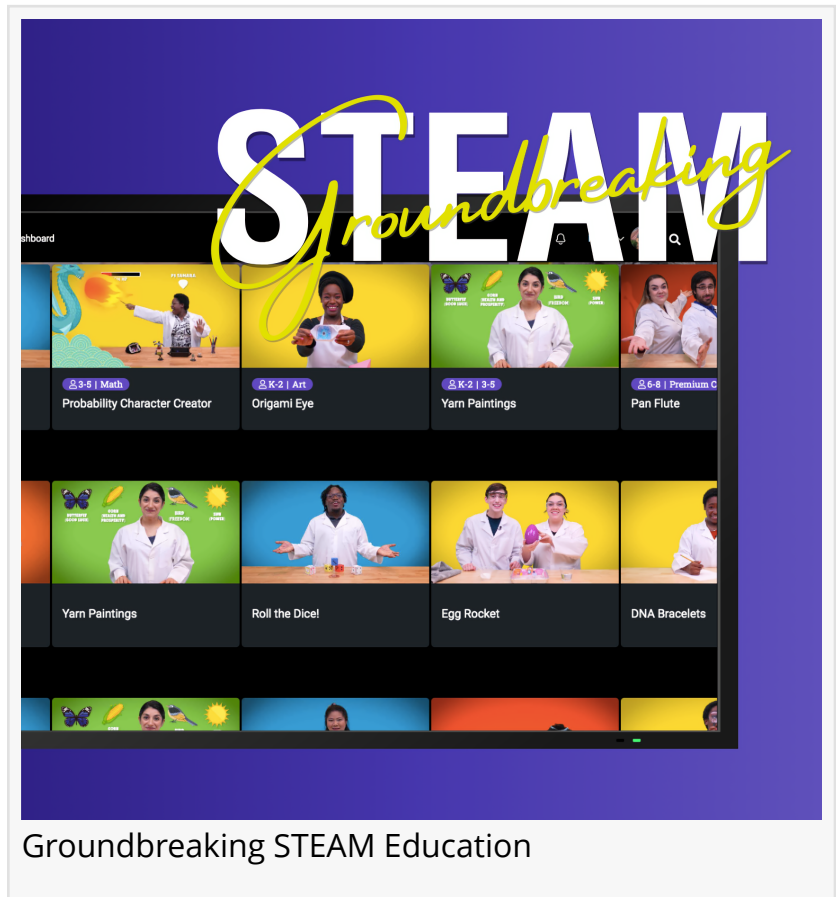 STEAM
Groundbreaking
shboard
3-5 | Math
Probability Character Creator
K-2 | Art
Origami Eye
K-2 | 3-5
Yarn Paintings
6-8 | Premium C
Pan Flute
Yarn Paintings
Roll the Dice!
Egg Rocket
DNA Bracelets
Groundbreaking STEAM Education